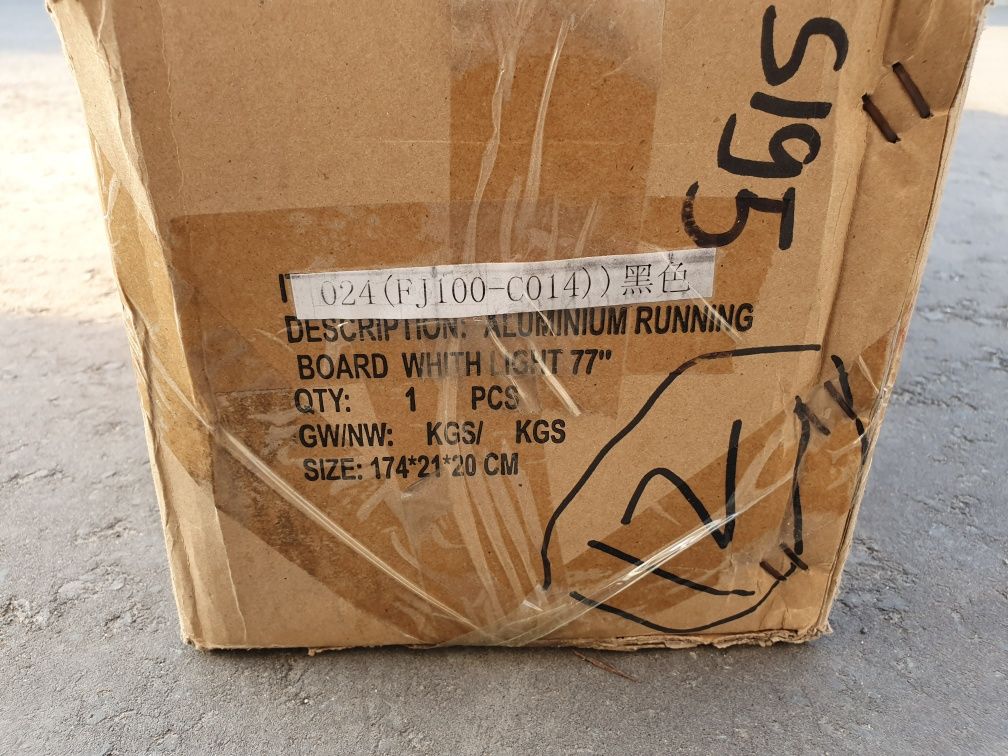 S195
024(FJ100-C014))黑色
DESCRIPTION: ALUMINIUM RUNNING
BOARD WHITH LIGHT 77"
QTY: 1 PCS
GW/NW: KGS/ KGS
SIZE: 174*21*20 CM
12